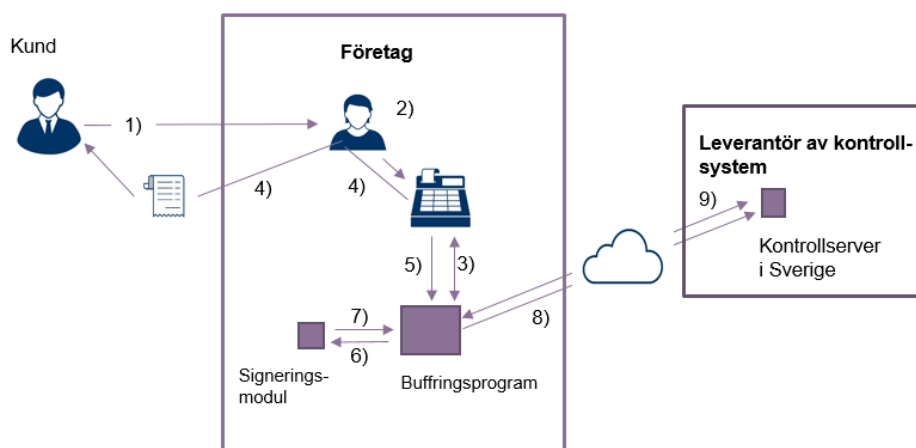 Kund
Företag
1)
2)
4)
4)
5)
3)
7)
6)
8)
Signerings-
modul
Buffringsprogram
Leverantör av kontroll-
system
9)
Kontrollserver
i Sverige